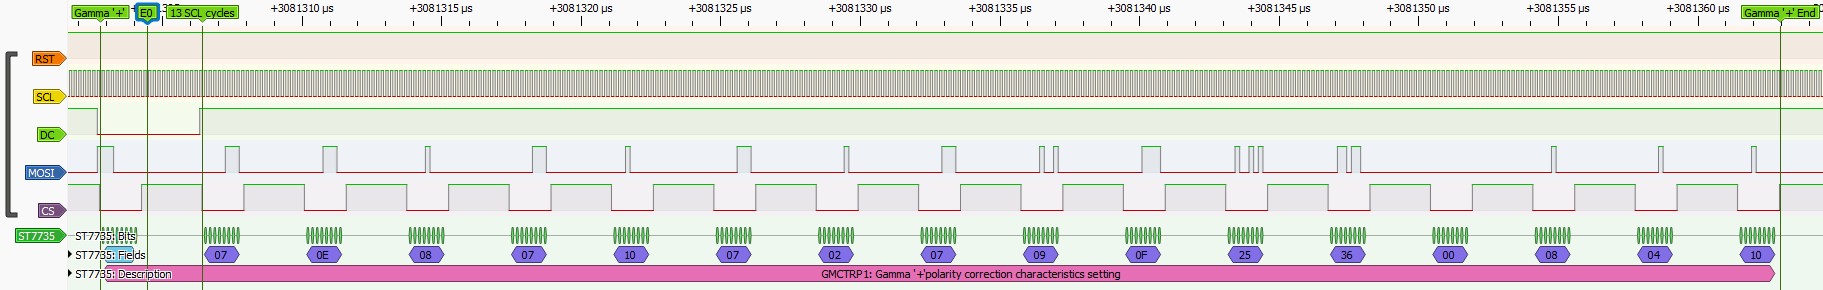 Gamma '+' E0 13 SCL cycles +3081310 µs +3081315 µs +3081320 µs +3081325 µs +3081330 µs +3081335 µs +3081340 µs +3081345 µs +3081350 µs +3081355 µs +3081360 µs Gamma '+' End
RST
SCL
DC
MOSI
CS
ST7735 ST7735: Bits
ST7735: Fields 07 0E 08 07 10 07 02 07 09 0F 25 36 00 08 04 10
ST7735: Description GMCTRP1: Gamma '+'polarity correction characteristics setting